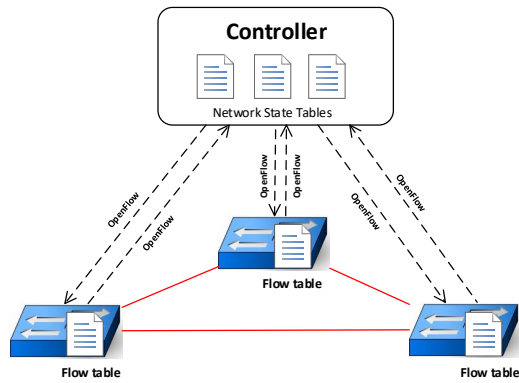 Controller
Network State Tables
OpenFlow
OpenFlow
OpenFlow
OpenFlow
OpenFlow
OpenFlow
Flow table
Flow table
Flow table